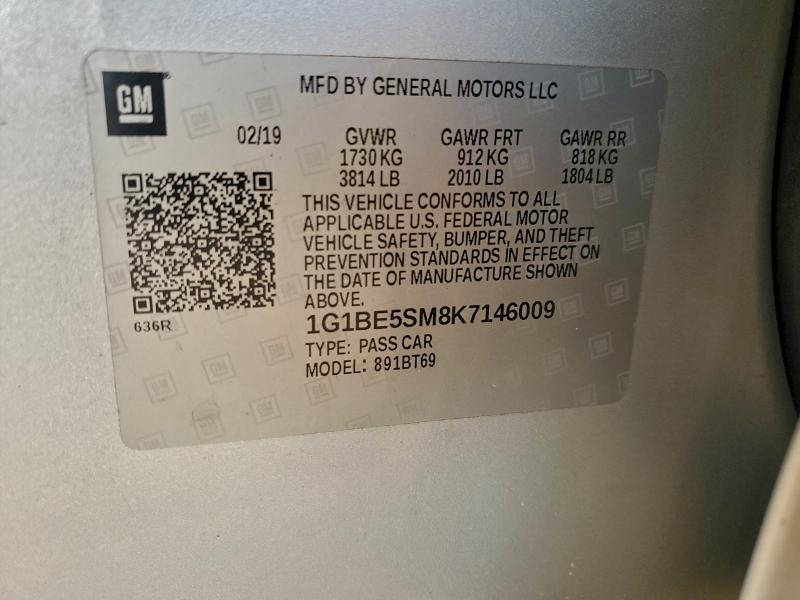 GM
MFD BY GENERAL MOTORS LLC
02/19 GVWR GAWR FRT GAWR RR
1730 KG 912 KG 818 KG
3814 LB 2010 LB 1804 LB
THIS VEHICLE CONFORMS TO ALL
APPLICABLE U.S. FEDERAL MOTOR
VEHICLE SAFETY, BUMPER, AND THEFT
PREVENTION STANDARDS IN EFFECT ON
THE DATE OF MANUFACTURE SHOWN
ABOVE.
636R
1G1BE5SM8K7146009
TYPE: PASS CAR
MODEL: 891BT69